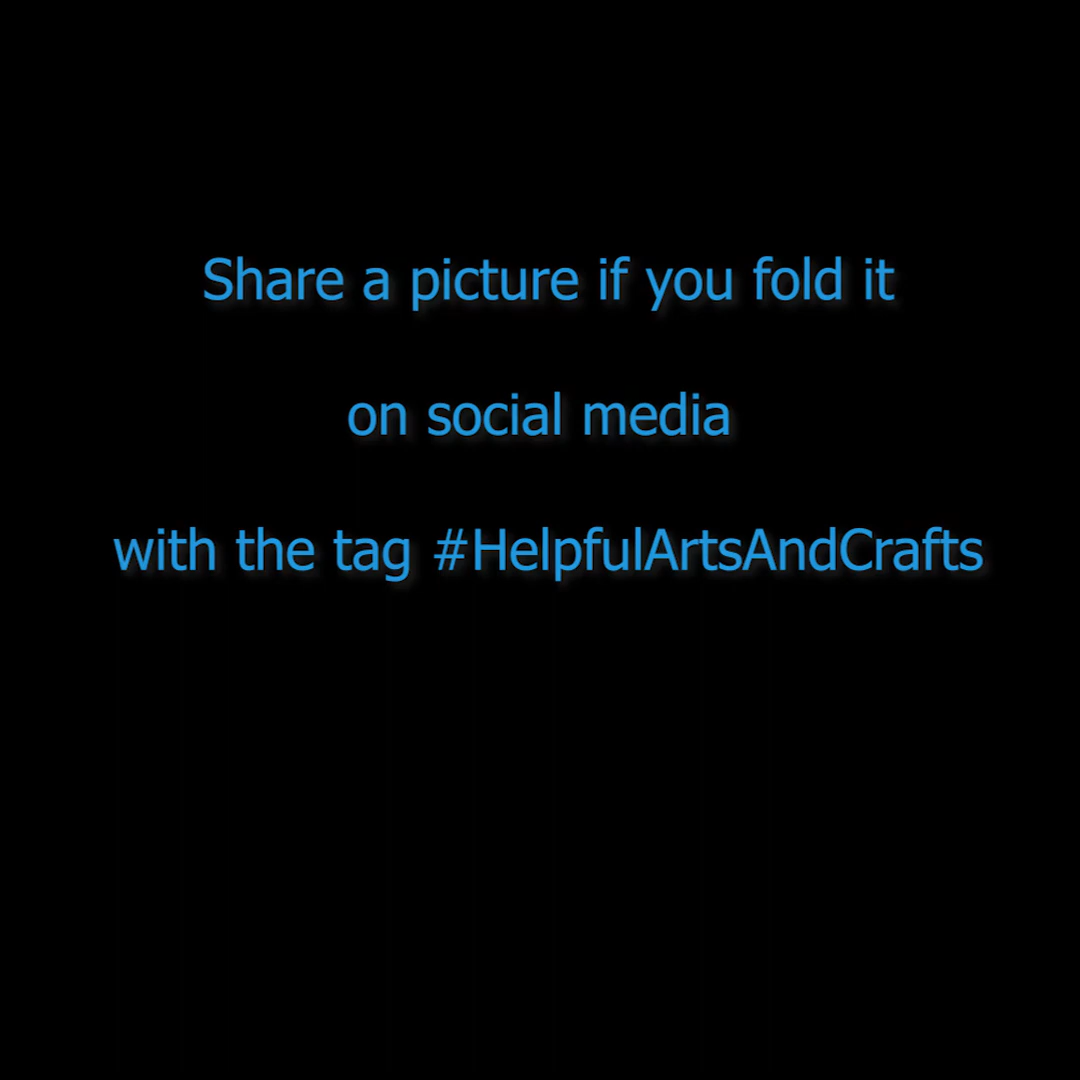 Share a picture if you fold it
on social media
with the tag #HelpfulArtsAndCrafts